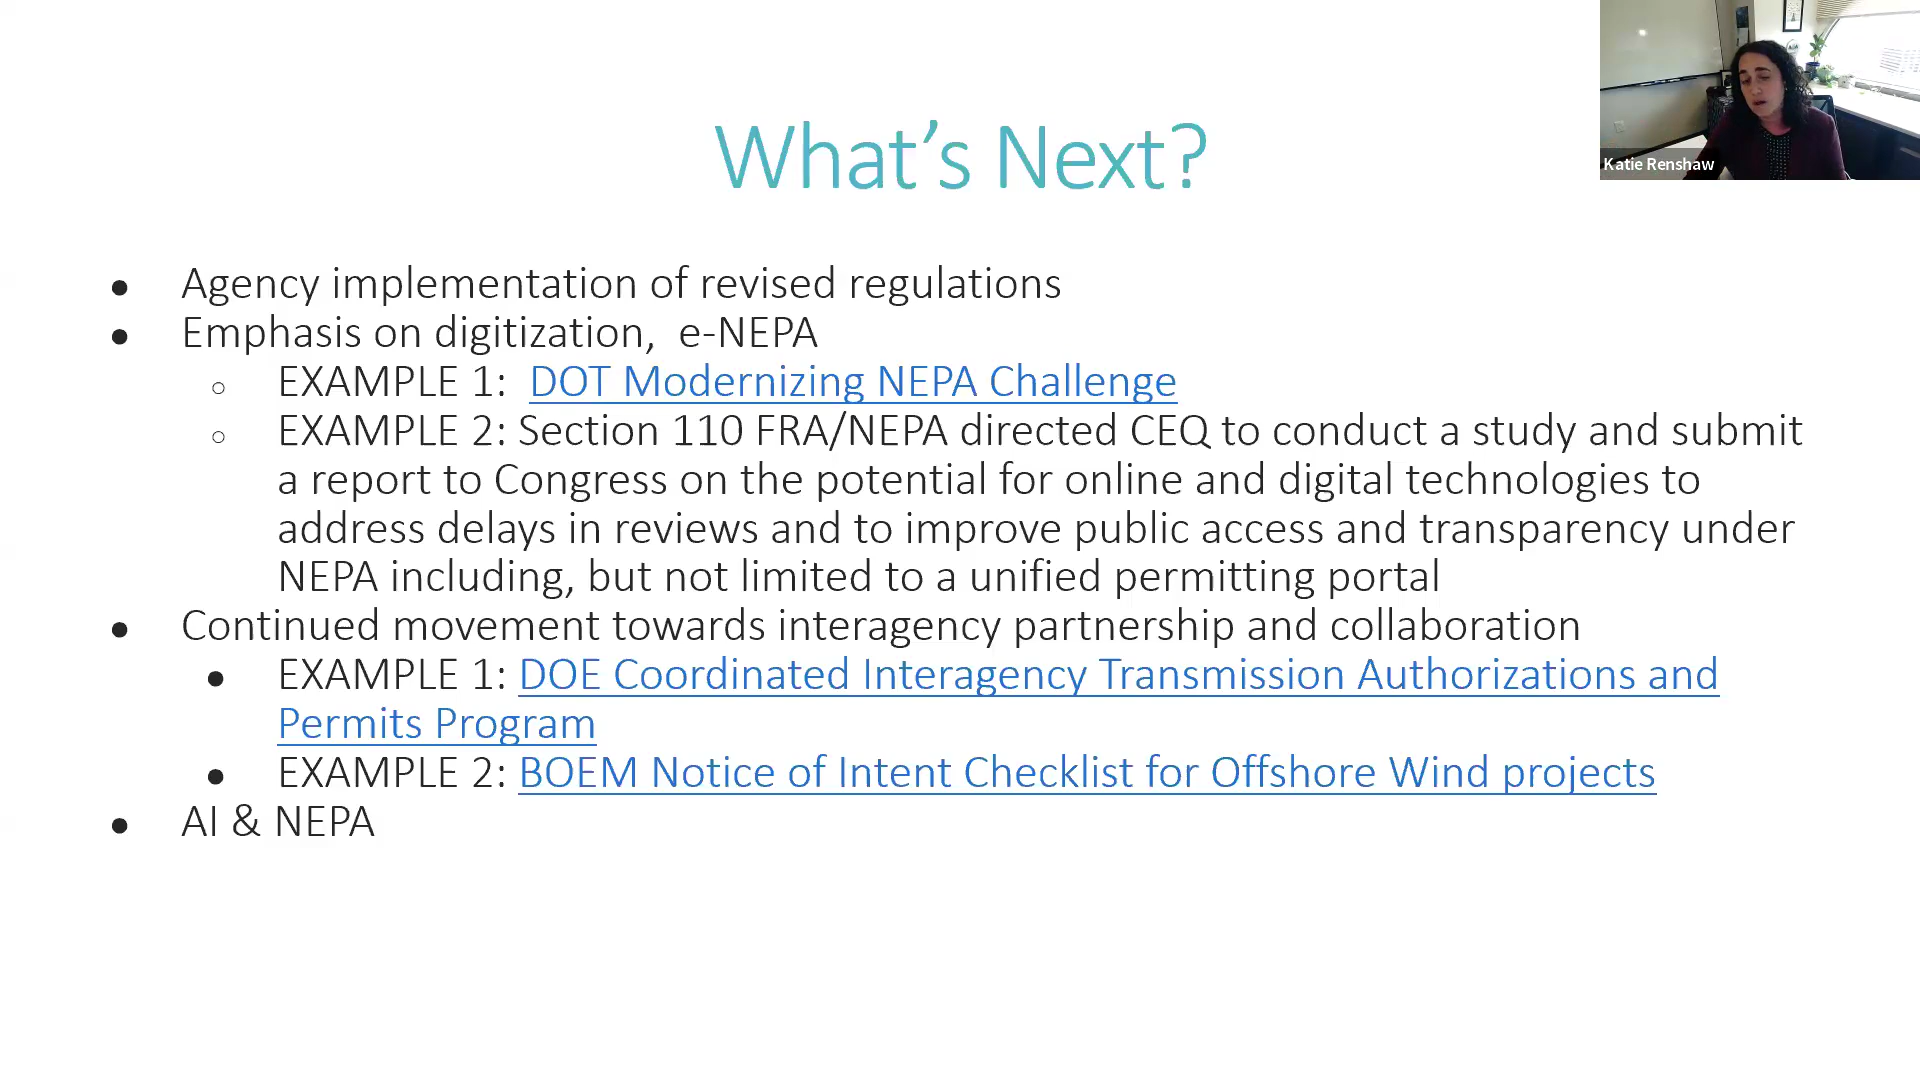 What's Next?
Katie Renshaw
● Agency implementation of revised regulations
● Emphasis on digitization,  e-NEPA
○ EXAMPLE 1:  DOT Modernizing NEPA Challenge
○ EXAMPLE 2: Section 110 FRA/NEPA directed CEQ to conduct a study and submit
a report to Congress on the potential for online and digital technologies to
address delays in reviews and to improve public access and transparency under
NEPA including, but not limited to a unified permitting portal
● Continued movement towards interagency partnership and collaboration
● EXAMPLE 1: DOE Coordinated Interagency Transmission Authorizations and
Permits Program
● EXAMPLE 2: BOEM Notice of Intent Checklist for Offshore Wind projects
● AI & NEPA